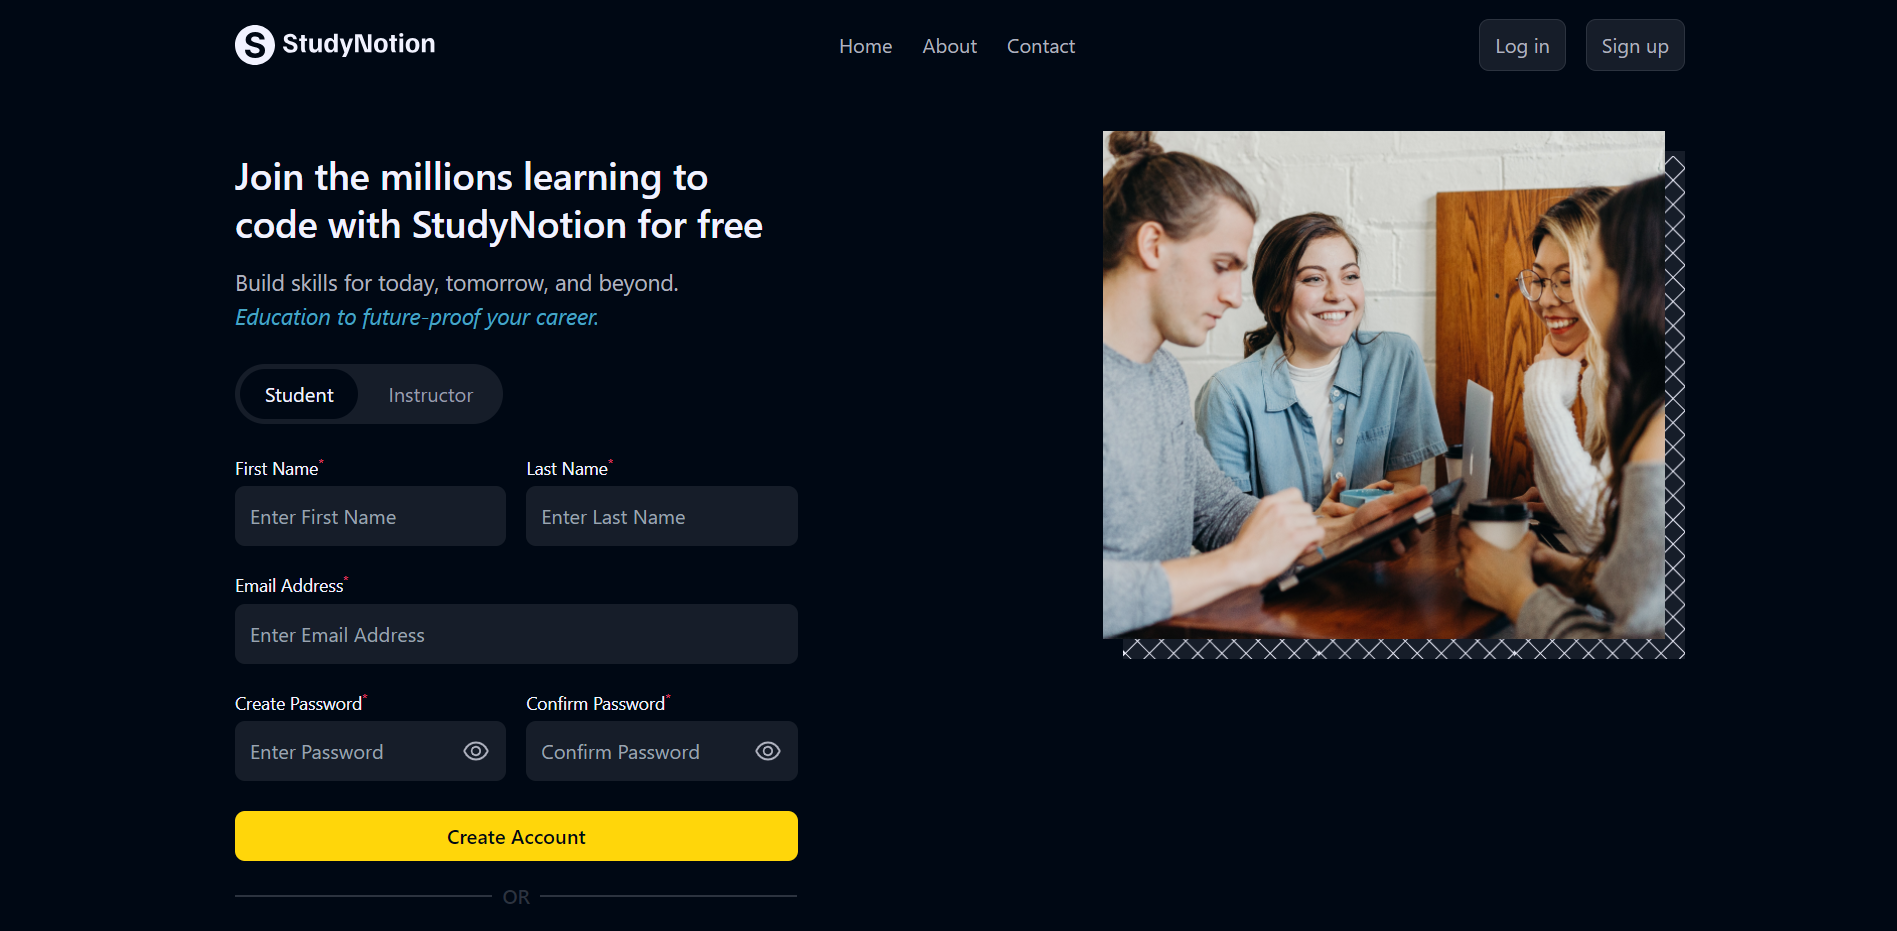 S StudyNotion
Home About Contact
Log in Sign up
Join the millions learning to
code with StudyNotion for free
Build skills for today, tomorrow, and beyond.
Education to future-proof your career.
Student Instructor
First Name* Last Name*
Enter First Name Enter Last Name
Email Address*
Enter Email Address
Create Password* Confirm Password*
Enter Password Confirm Password
Create Account
OR